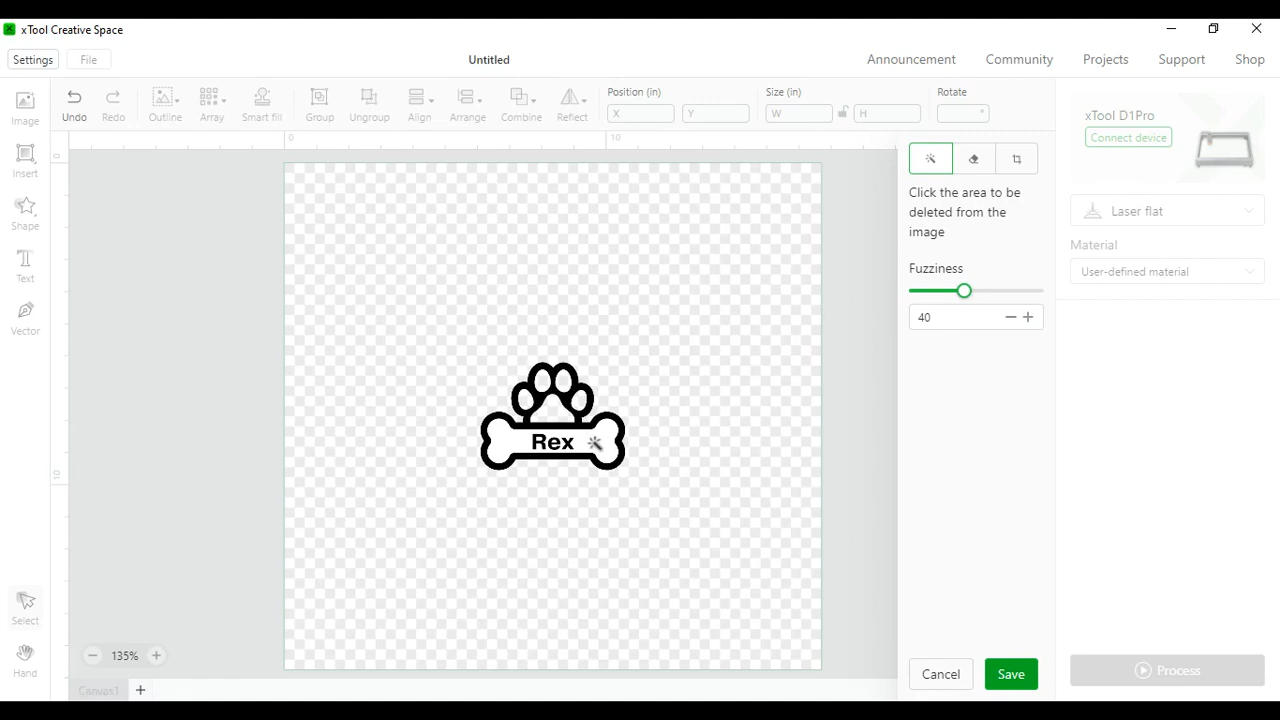 xTool Creative Space
Settings
File
Untitled
Announcement
Community
Projects
Support
Shop
Image
Insert
Shape
Text
Vector
Select
Hand
Undo
Redo
Outline
Array
Smart fill
Group
Ungroup
Align
Arrange
Combine
Reflect
Position (in)
X
Y
Size (in)
W
H
Rotate
°
0
10
0
10
Rex
135%
Canvas1
Click the area to be
deleted from the
image
Fuzziness
40
Cancel
Save
xTool D1Pro
Connect device
Laser flat
Material
User-defined material
Process